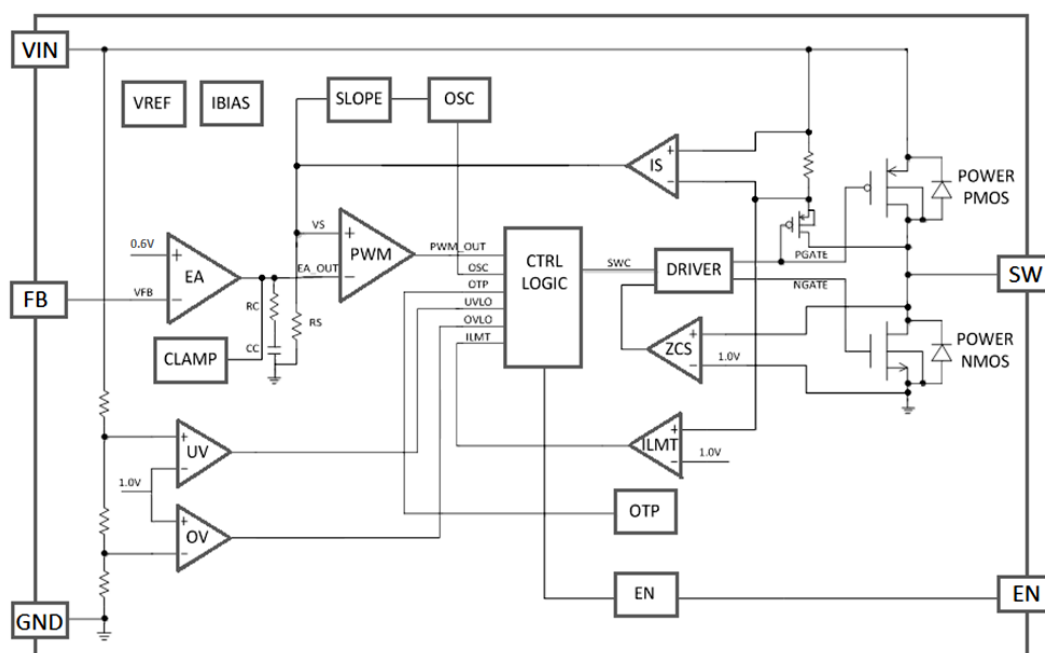 VIN
VREF
IBIAS
SLOPE
OSC
IS
+
−
POWER
PMOS
0.6V
+
EA
−
VFB
FB
VS
+
PWM
−
EA_OUT
PWM_OUT
OSC
OTP
UVLO
OVLO
ILMT
CTRL
LOGIC
SWC
DRIVER
PGATE
NGATE
SW
RC
CC
RS
CLAMP
+
ZCS
−
1.0V
POWER
NMOS
+
UV
−
1.0V
+
OV
−
+
ILMT
−
1.0V
OTP
EN
EN
GND